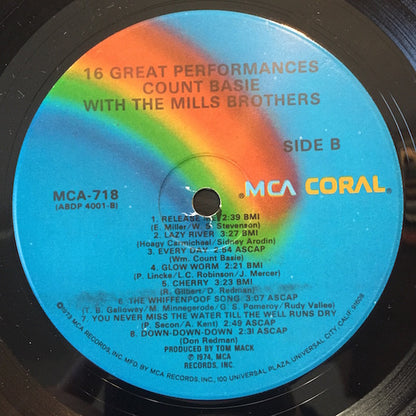 16 GREAT PERFORMANCES
COUNT BASIE
WITH THE MILLS BROTHERS
SIDE B
MCA-718
(ABDP 4001-B)
MCA CORAL
1. RELEASE ME 2:39 BMI
(E. Miller/W. S. Stevenson)
2. LAZY RIVER 3:27 BMI
(Hoagy Carmichael/Sidney Arodin)
3. EVERY DAY 2:54 ASCAP
(Wm. Count Basie)
4. GLOW WORM 2:21 BMI
(P. Lincke/L.C. Robinson/J. Mercer)
5. CHERRY 3:23 BMI
(R. Gilbert/D. Redman)
6. THE WHIFFENPOOF SONG 3:07 ASCAP
(T. B. Galloway/M. Minnegerode/G. S. Pomeroy/Rudy Vallee)
7. YOU NEVER MISS THE WATER TILL THE WELL RUNS DRY
(P. Secon/A. Kent) 2:49 ASCAP
8. DOWN-DOWN-DOWN 2:31 ASCAP
(Don Redman)
PRODUCED BY TOM MACK
℗ 1974, MCA
RECORDS, INC.
©1973 MCA RECORDS, INC. MFG. BY MCA RECORDS, INC., 100 UNIVERSAL PLAZA, UNIVERSAL CITY, CALIF.